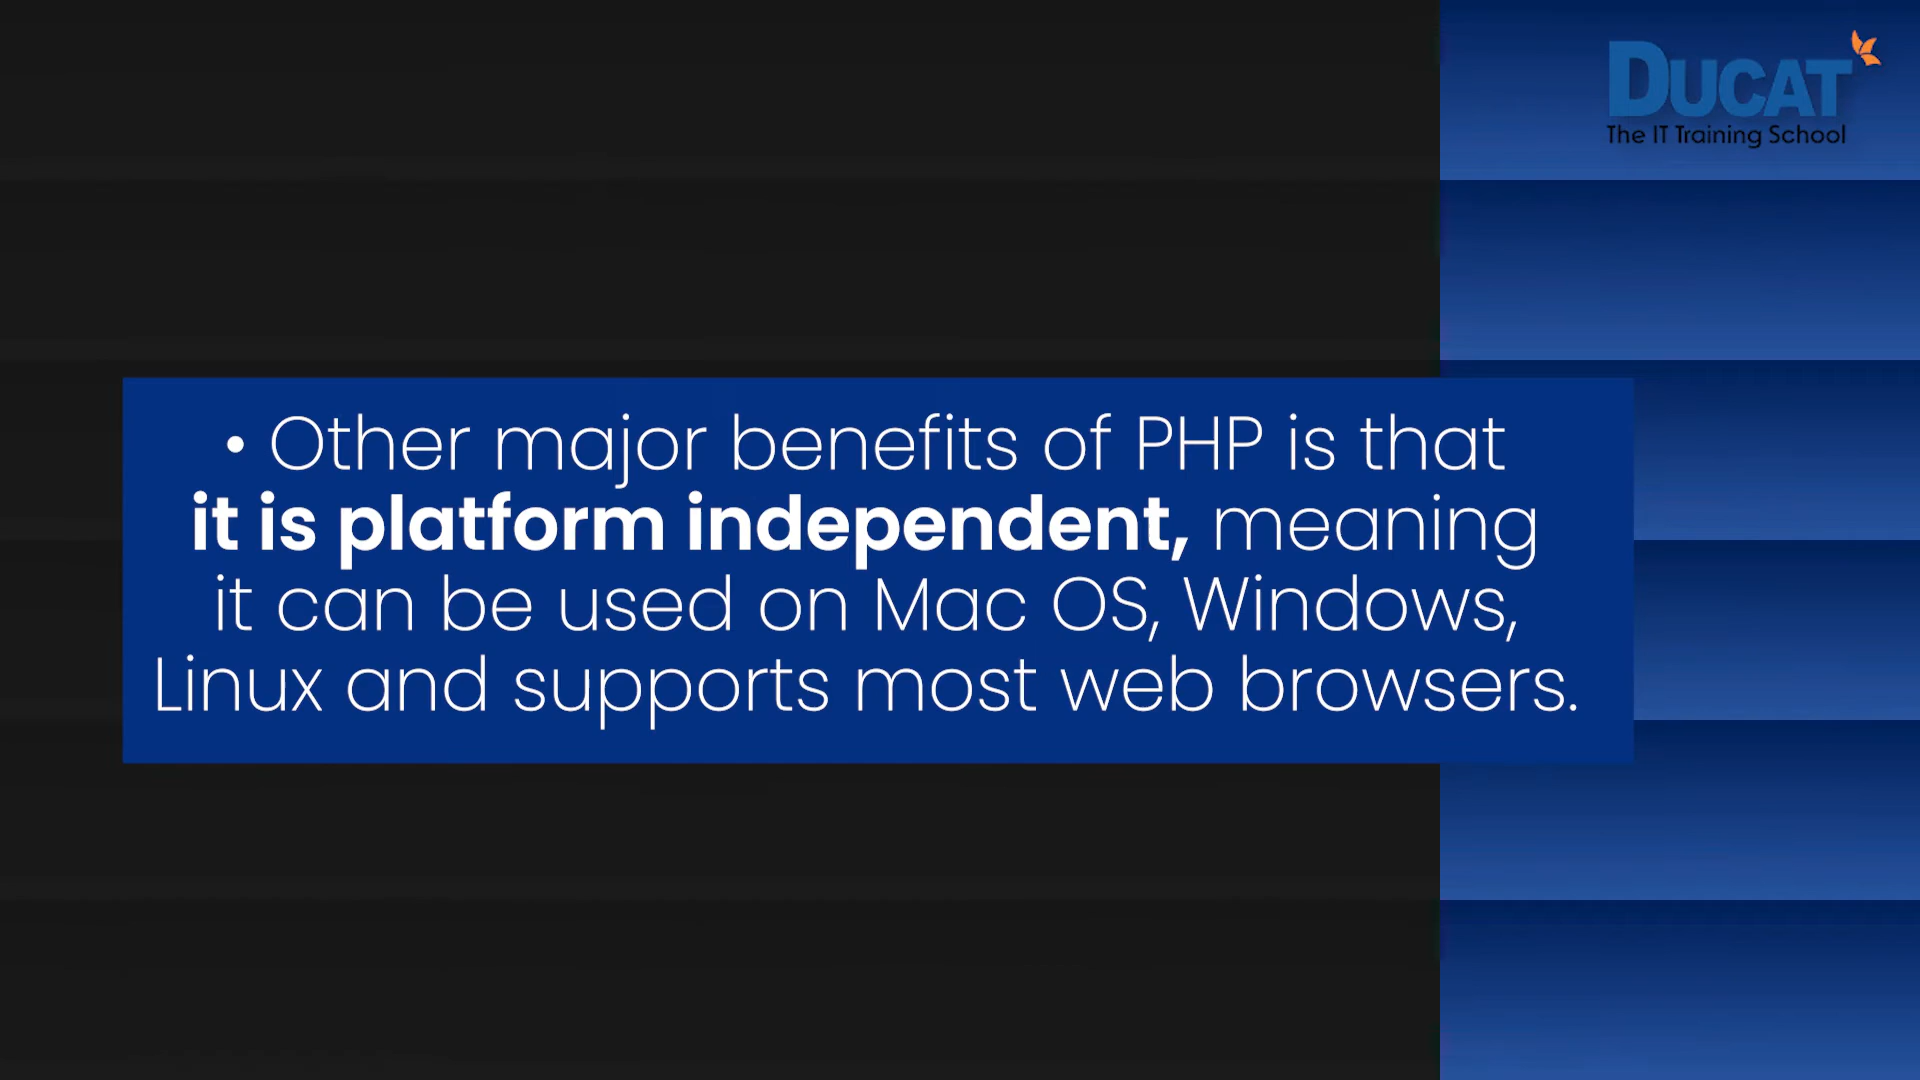 DUCAT
The IT Training School
• Other major benefits of PHP is that
it is platform independent, meaning
it can be used on Mac OS, Windows,
Linux and supports most web browsers.